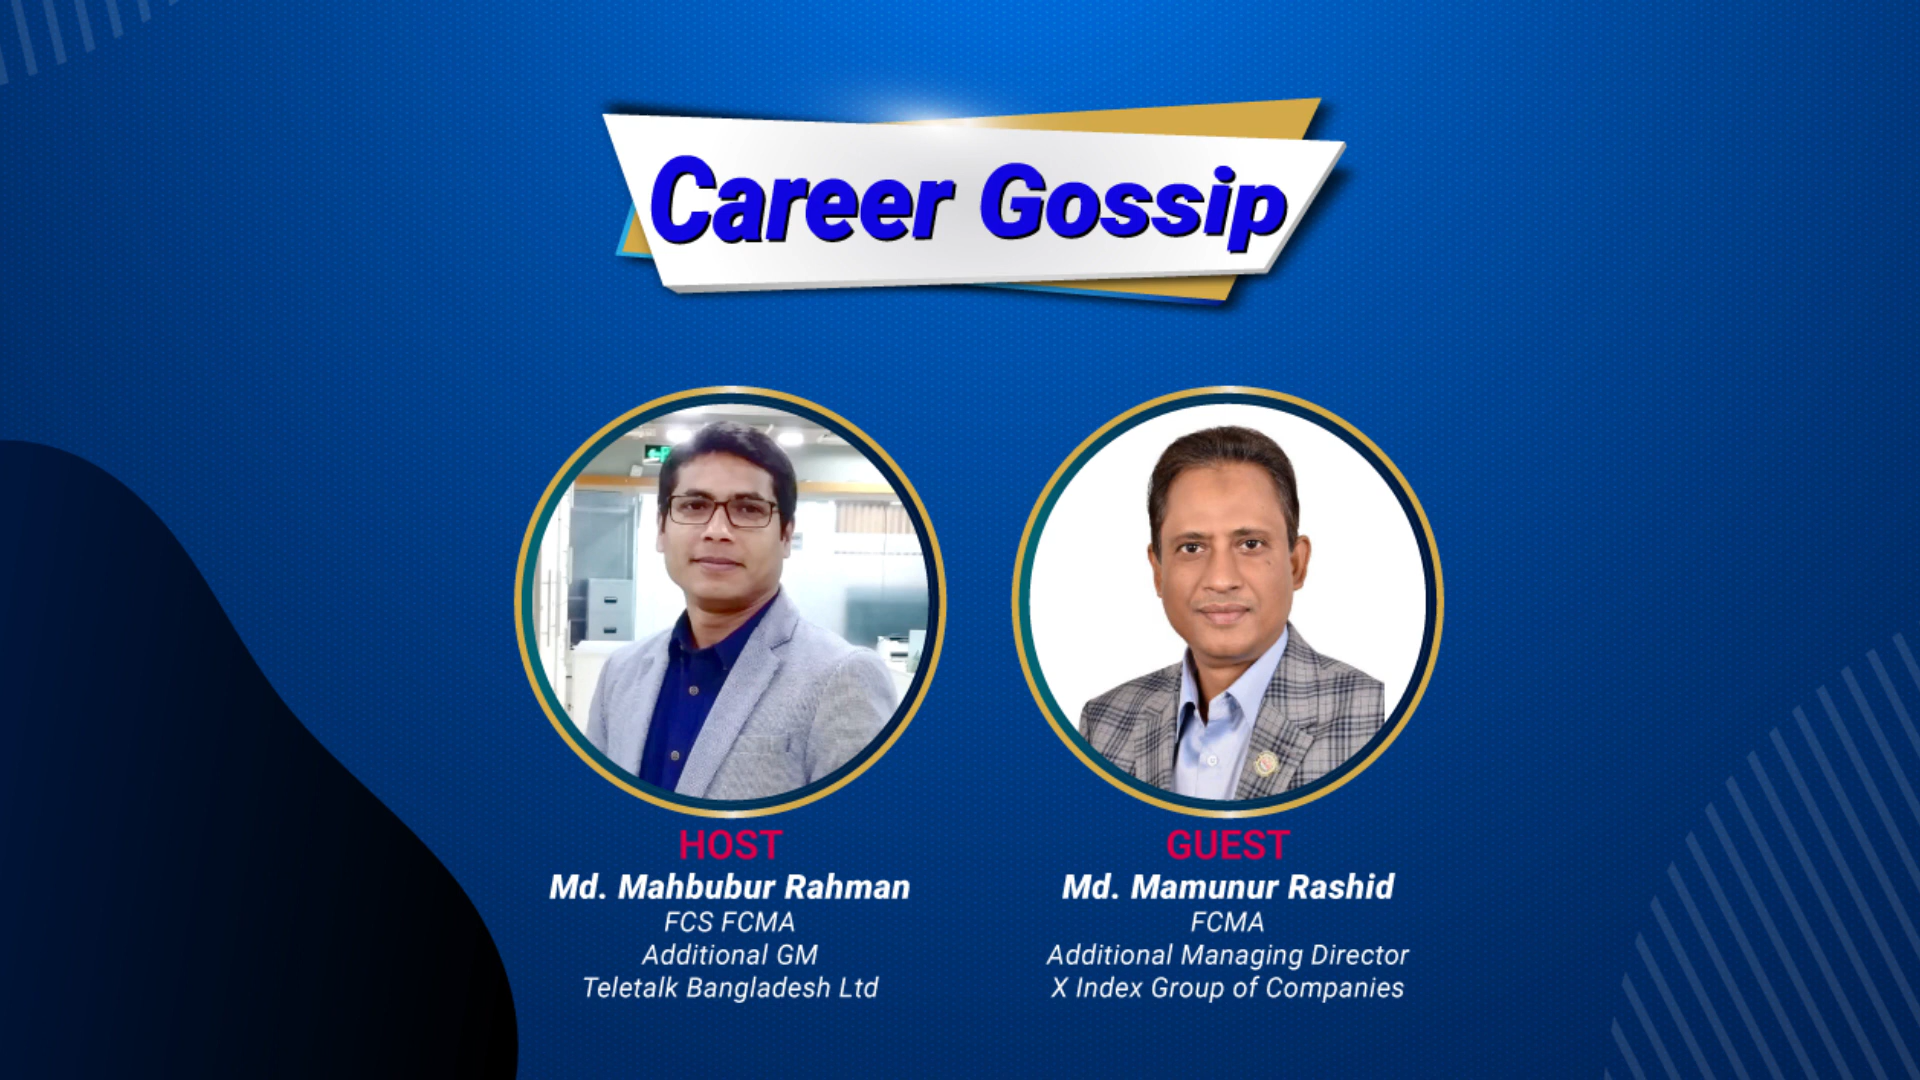 Career Gossip
HOST
Md. Mahbubur Rahman
FCS FCMA
Additional GM
Teletalk Bangladesh Ltd
GUEST
Md. Mamunur Rashid
FCMA
Additional Managing Director
X Index Group of Companies